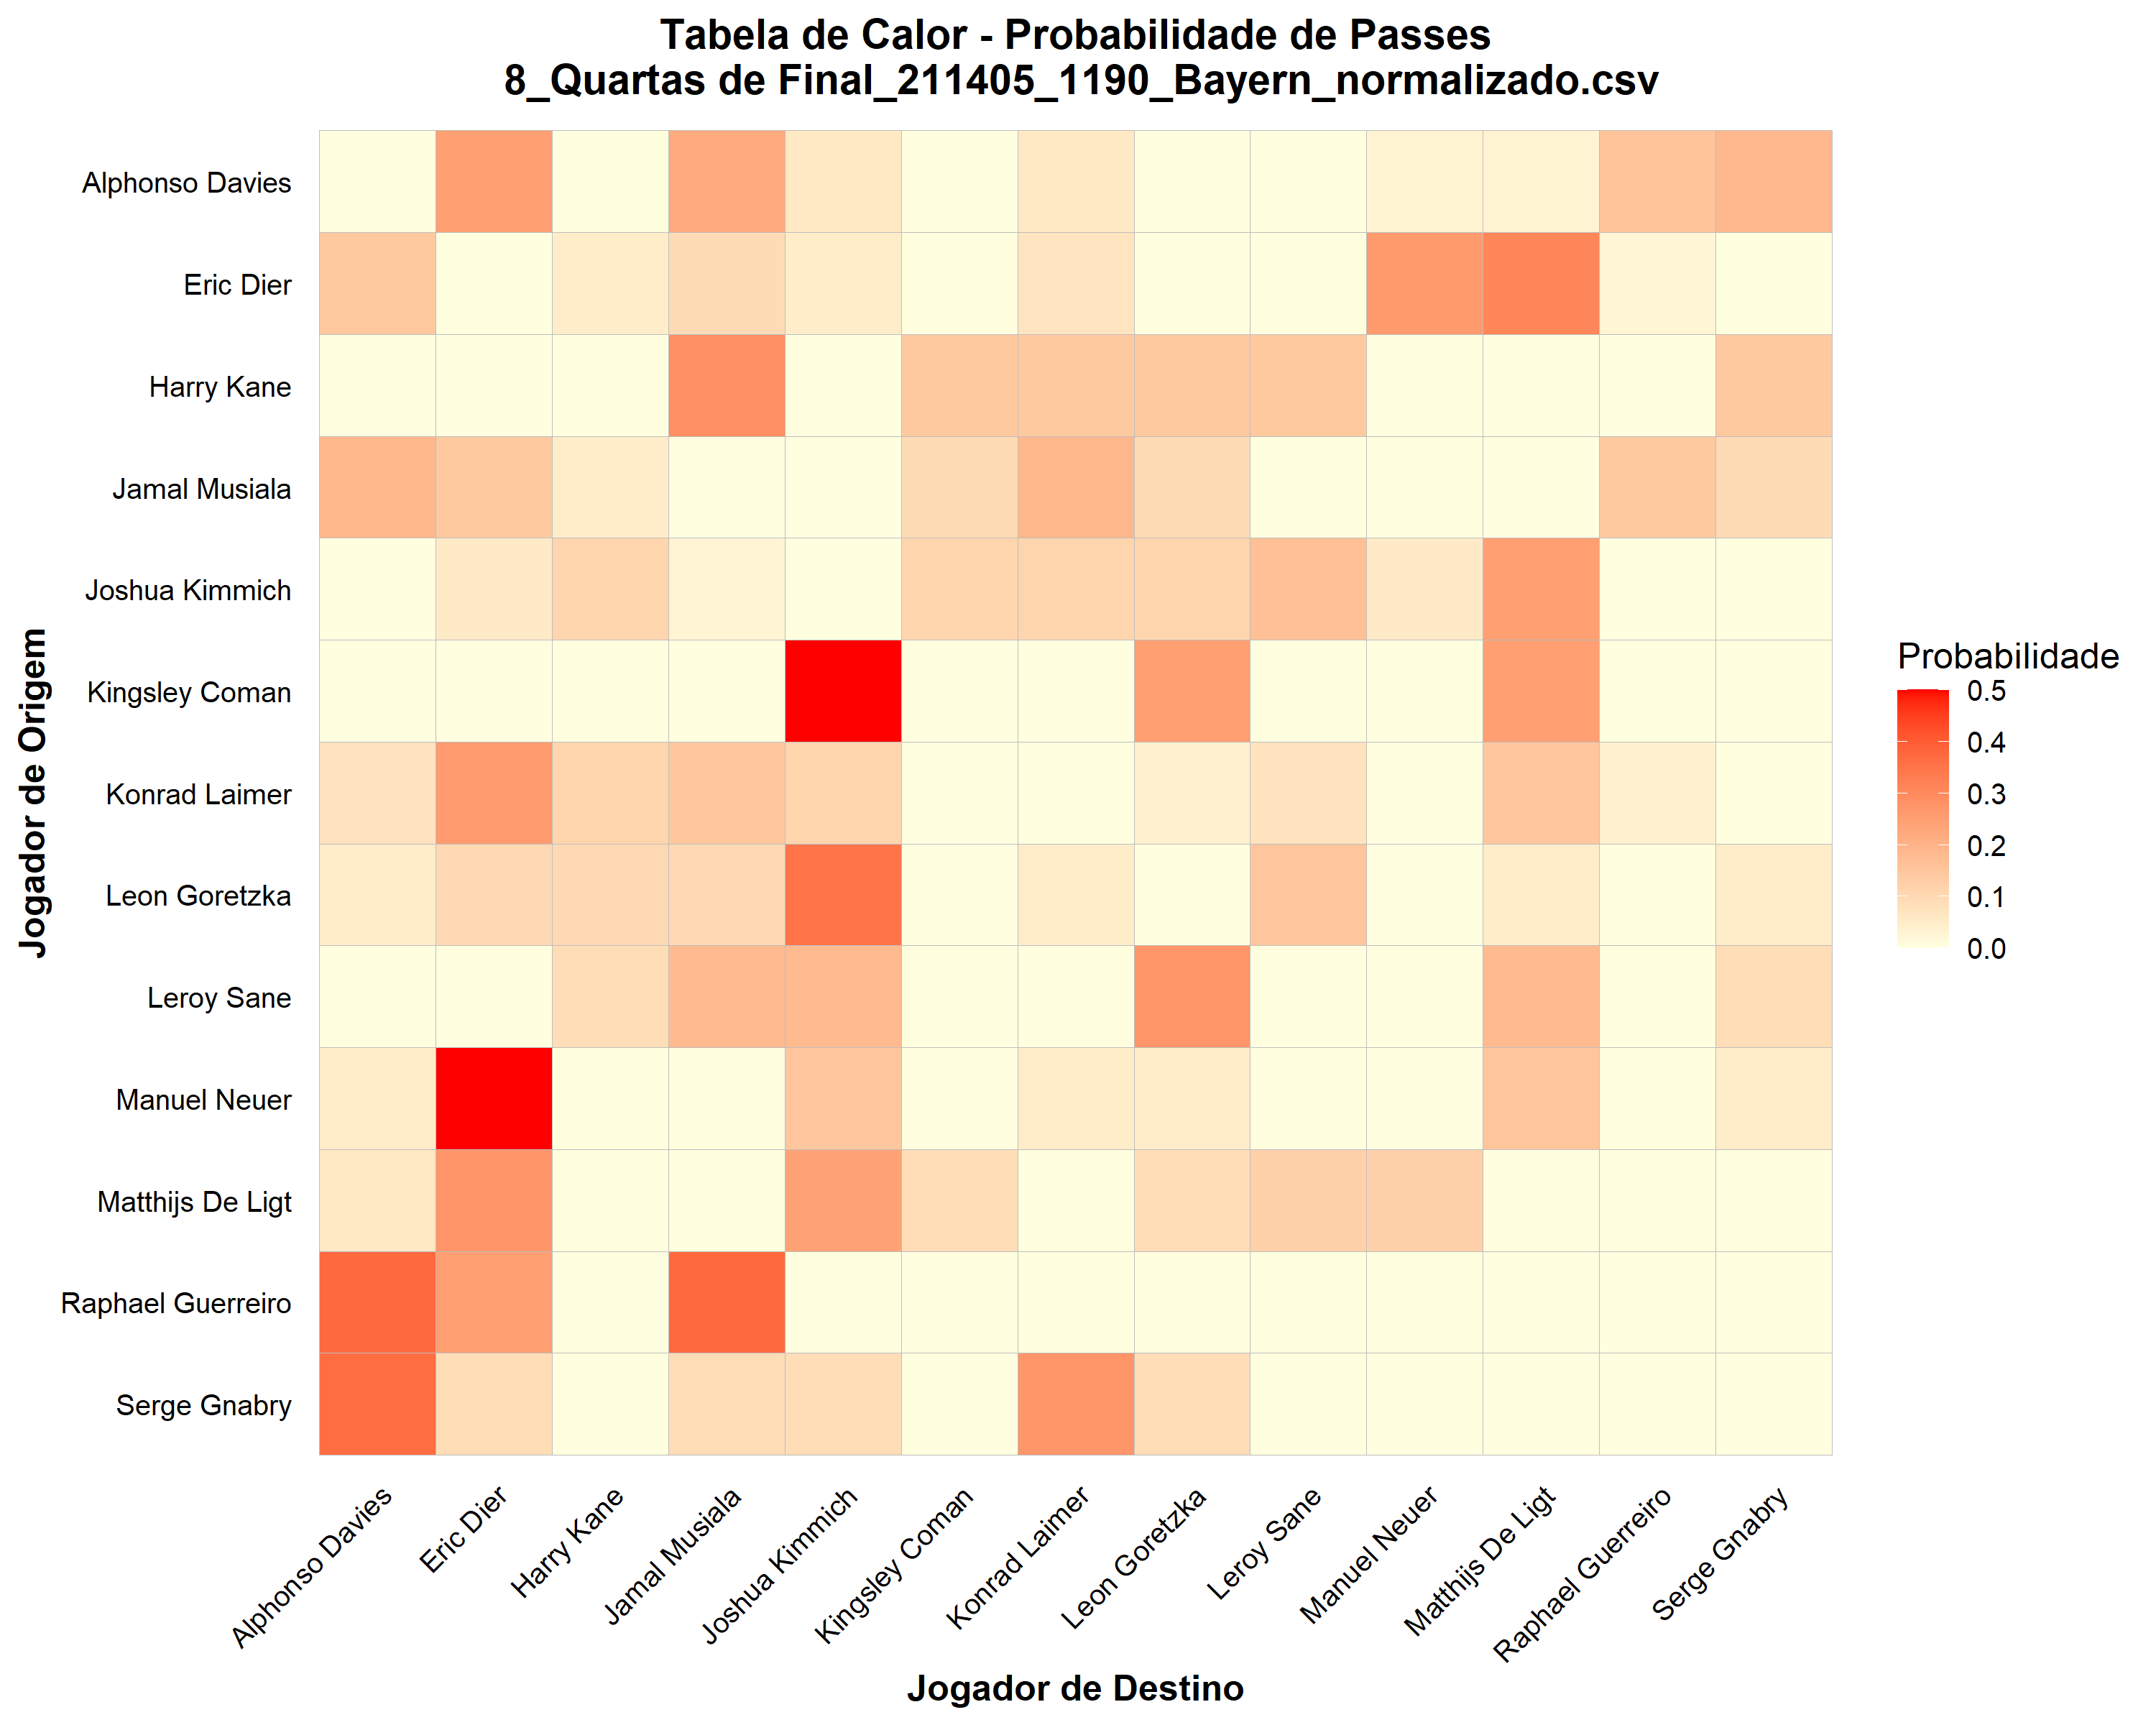 Tabela de Calor - Probabilidade de Passes
8_Quartas de Final_211405_1190_Bayern_normalizado.csv
Jogador de Origem
Alphonso Davies
Eric Dier
Harry Kane
Jamal Musiala
Joshua Kimmich
Kingsley Coman
Konrad Laimer
Leon Goretzka
Leroy Sane
Manuel Neuer
Matthijs De Ligt
Raphael Guerreiro
Serge Gnabry
Alphonso Davies
Eric Dier
Harry Kane
Jamal Musiala
Joshua Kimmich
Kingsley Coman
Konrad Laimer
Leon Goretzka
Leroy Sane
Manuel Neuer
Matthijs De Ligt
Raphael Guerreiro
Serge Gnabry
Jogador de Destino
Probabilidade
0.5
0.4
0.3
0.2
0.1
0.0